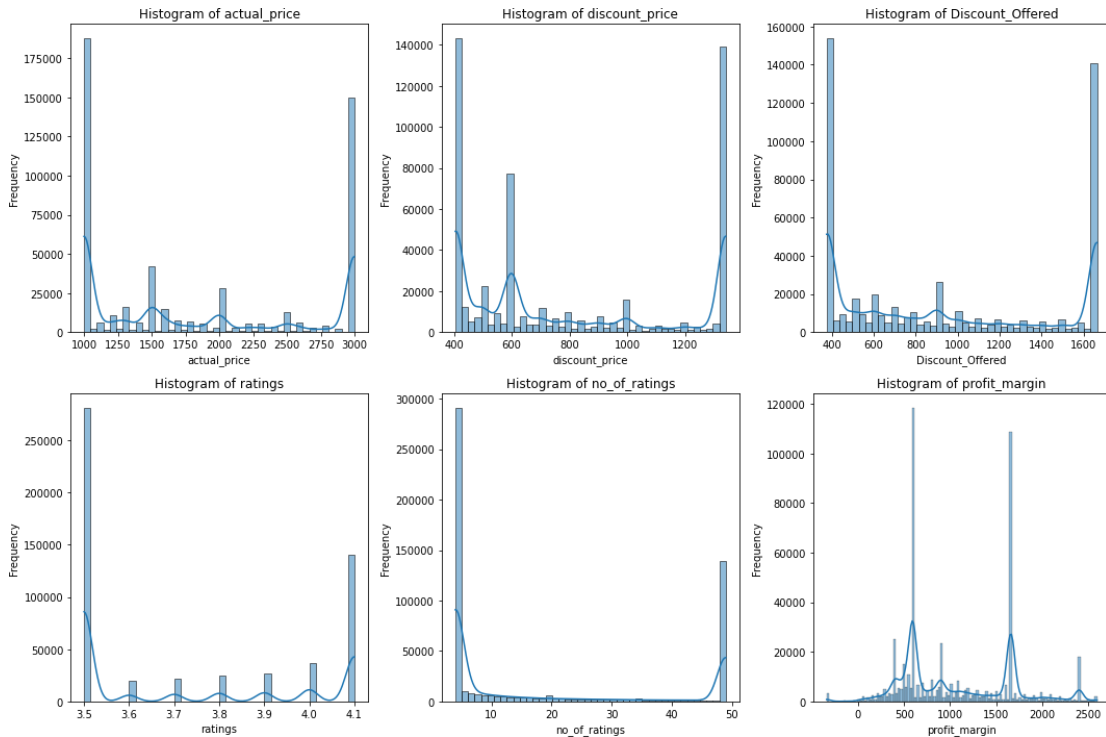 Histogram of actual_price
Frequency
175000
150000
125000
100000
75000
50000
25000
0
1000 1250 1500 1750 2000 2250 2500 2750 3000
actual_price
Histogram of discount_price
Frequency
140000
120000
100000
80000
60000
40000
20000
0
400 600 800 1000 1200
discount_price
Histogram of Discount_Offered
Frequency
160000
140000
120000
100000
80000
60000
40000
20000
0
400 600 800 1000 1200 1400 1600
Discount_Offered
Histogram of ratings
Frequency
250000
200000
150000
100000
50000
0
3.5 3.6 3.7 3.8 3.9 4.0 4.1
ratings
Histogram of no_of_ratings
Frequency
300000
250000
200000
150000
100000
50000
0
10 20 30 40 50
no_of_ratings
Histogram of profit_margin
Frequency
120000
100000
80000
60000
40000
20000
0
0 500 1000 1500 2000 2500
profit_margin